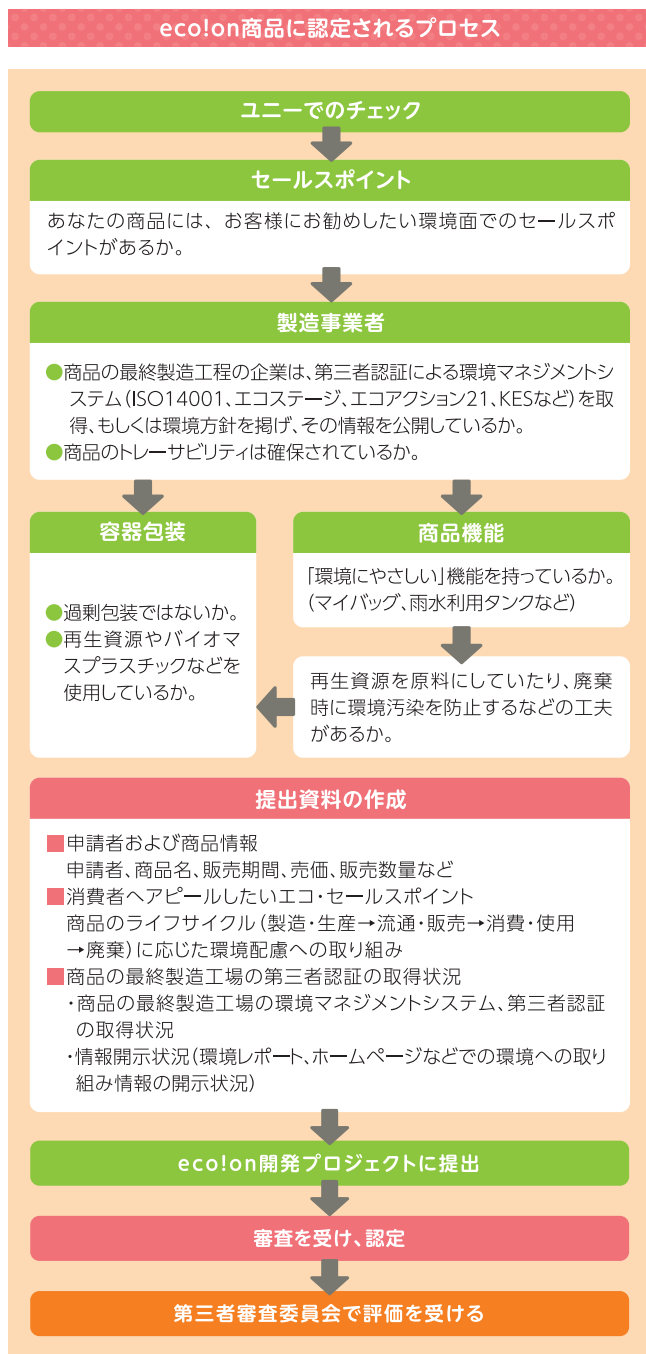 eco!on商品に認定されるプロセス
ユニーでのチェック
セールスポイント
あなたの商品には、お客様にお勧めしたい環境面でのセールスポ
イントがあるか。
製造事業者
●商品の最終製造工程の企業は、第三者認証による環境マネジメントシ
ステム(ISO14001、エコステージ、エコアクション21、KESなど)を取
得、もしくは環境方針を掲げ、その情報を公開しているか。
●商品のトレーサビリティは確保されているか。
容器包装
●過剰包装ではないか。
●再生資源やバイオマ
スプラスチックなどを
使用しているか。
商品機能
「環境にやさしい」機能を持っているか。
(マイバッグ、雨水利用タンクなど)
再生資源を原料にしていたり、廃棄
時に環境汚染を防止するなどの工夫
があるか。
提出資料の作成
■申請者および商品情報
申請者、商品名、販売期間、売価、販売数量など
■消費者へアピールしたいエコ・セールスポイント
商品のライフサイクル(製造・生産→流通・販売→消費・使用
→廃棄)に応じた環境配慮への取り組み
■商品の最終製造工場の第三者認証の取得状況
・商品の最終製造工場の環境マネジメントシステム、第三者認証
の取得状況
・情報開示状況(環境レポート、ホームページなどでの環境への取り
組み情報の開示状況)
eco!on開発プロジェクトに提出
審査を受け、認定
第三者審査委員会で評価を受ける